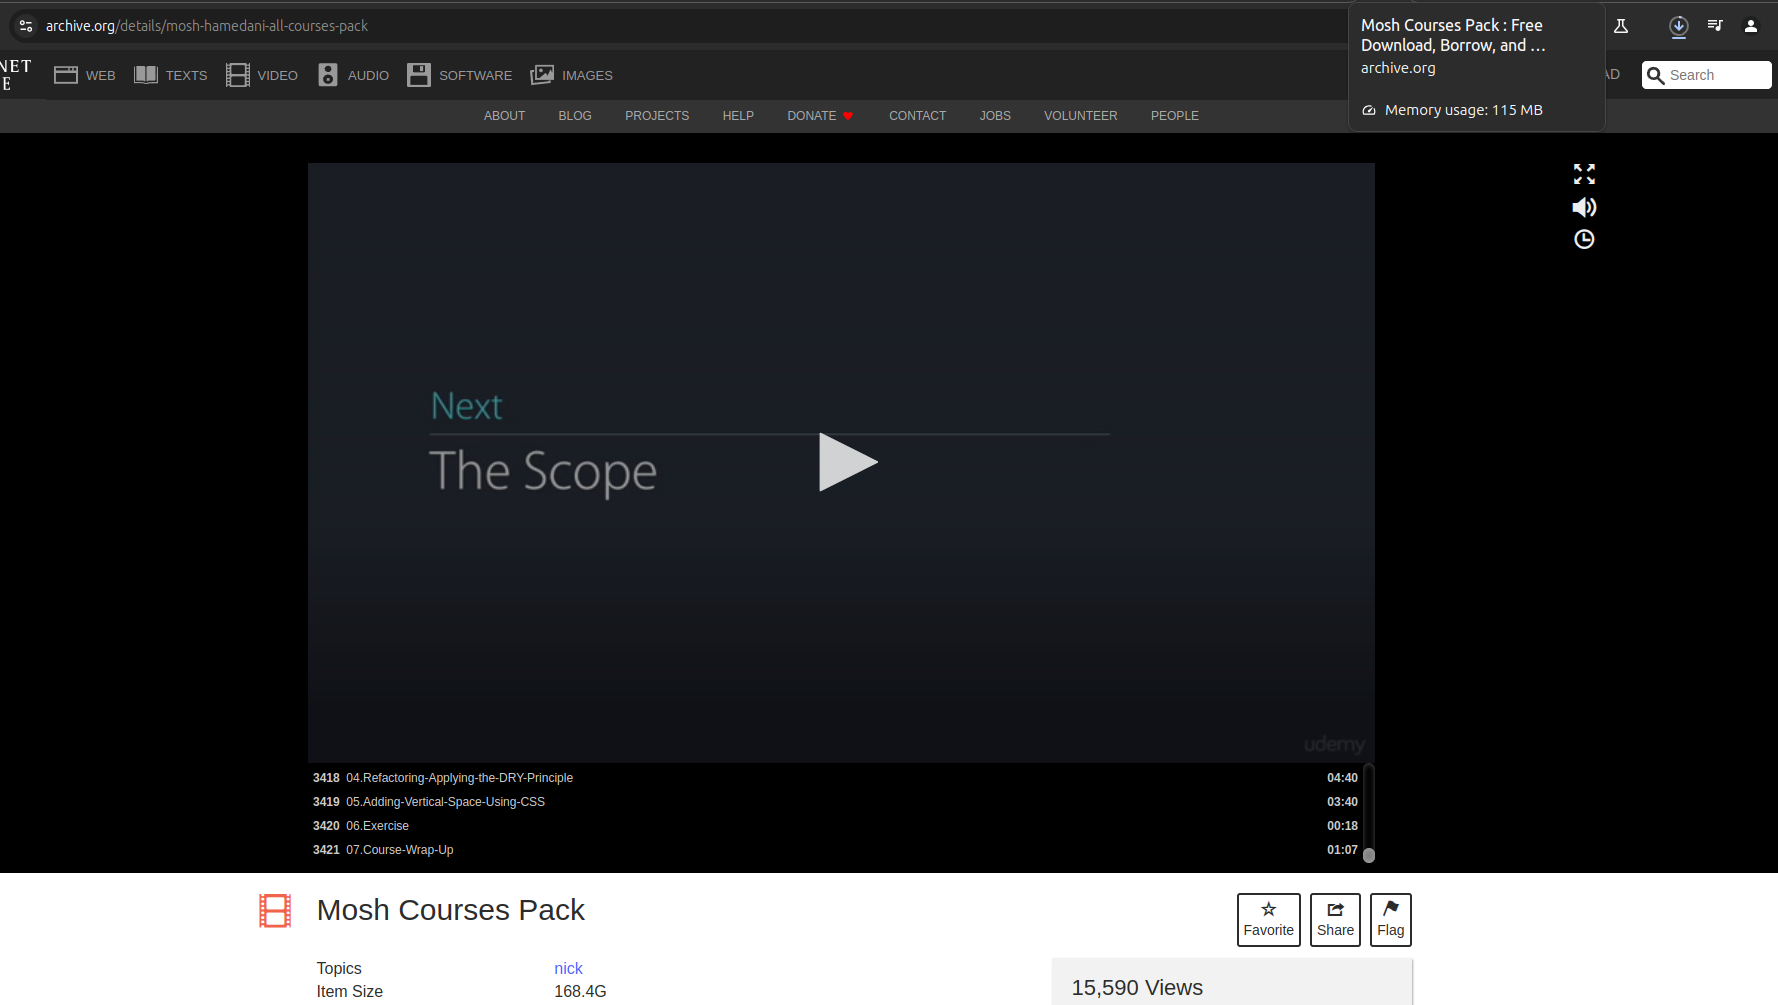 archive.org/details/mosh-hamedani-all-courses-pack
Mosh Courses Pack : Free
Download, Borrow, and ...
archive.org
Memory usage: 115 MB
NET
E
WEB
TEXTS
VIDEO
AUDIO
SOFTWARE
IMAGES
AD
Search
ABOUT
BLOG
PROJECTS
HELP
DONATE
CONTACT
JOBS
VOLUNTEER
PEOPLE
Next
The Scope
udemy
3418 04.Refactoring-Applying-the-DRY-Principle 04:40
3419 05.Adding-Vertical-Space-Using-CSS 03:40
3420 06.Exercise 00:18
3421 07.Course-Wrap-Up 01:07
Mosh Courses Pack
Favorite
Share
Flag
Topics nick
Item Size 168.4G
15,590 Views